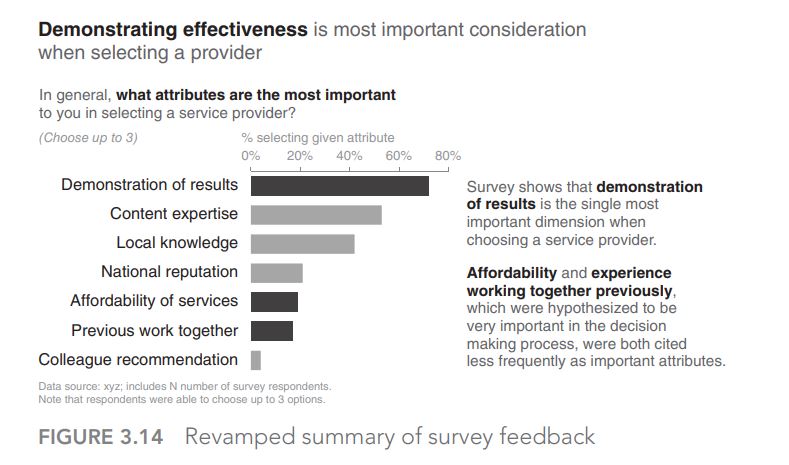 Demonstrating effectiveness is most important consideration
when selecting a provider
In general, what attributes are the most important
to you in selecting a service provider?
(Choose up to 3)
% selecting given attribute
0% 20% 40% 60% 80%
Demonstration of results
Content expertise
Local knowledge
National reputation
Affordability of services
Previous work together
Colleague recommendation
Survey shows that demonstration
of results is the single most
important dimension when
choosing a service provider.
Affordability and experience
working together previously,
which were hypothesized to be
very important in the decision
making process, were both cited
less frequently as important attributes.
Data source: xyz; includes N number of survey respondents.
Note that respondents were able to choose up to 3 options.
FIGURE 3.14 Revamped summary of survey feedback